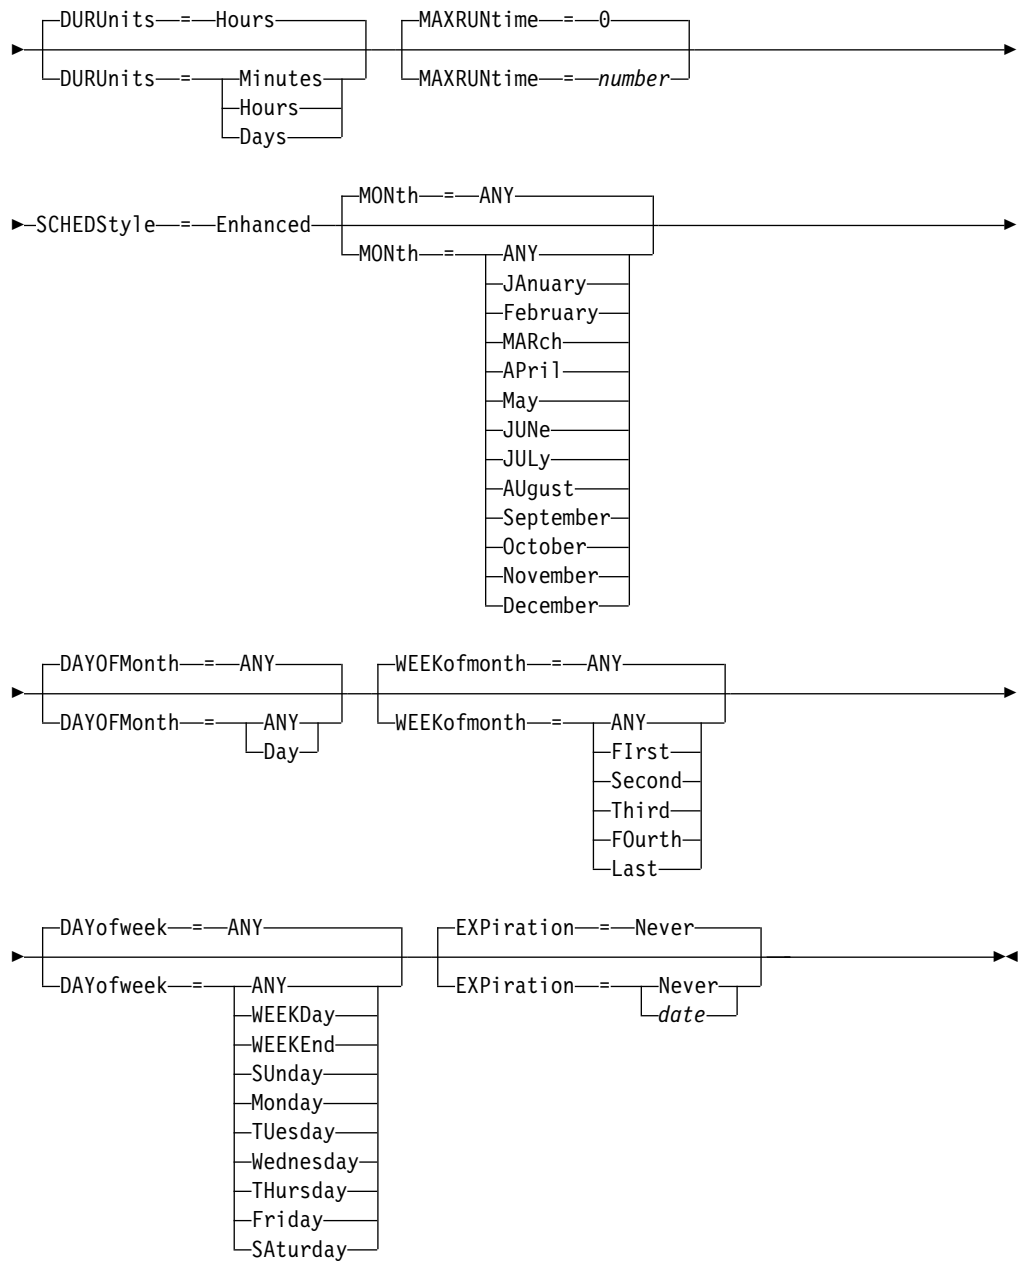 DURUnits = Hours MAXRUNtime = 0
DURUnits = Minutes MAXRUNtime = number
Hours
Days
MONth = ANY
SCHEDStyle = Enhanced
MONth = ANY
JAnuary
February
MARch
APril
May
JUNe
JULy
AUgust
September
October
November
December
DAYOFMonth = ANY WEEKofmonth = ANY
DAYOFMonth = ANY WEEKofmonth = ANY
Day FIrst
Second
Third
FOurth
Last
DAYofweek = ANY EXPiration = Never
DAYofweek = ANY EXPiration = Never
WEEKDay date
WEEKEnd
SUnday
Monday
TUesday
Wednesday
THursday
Friday
SAturday